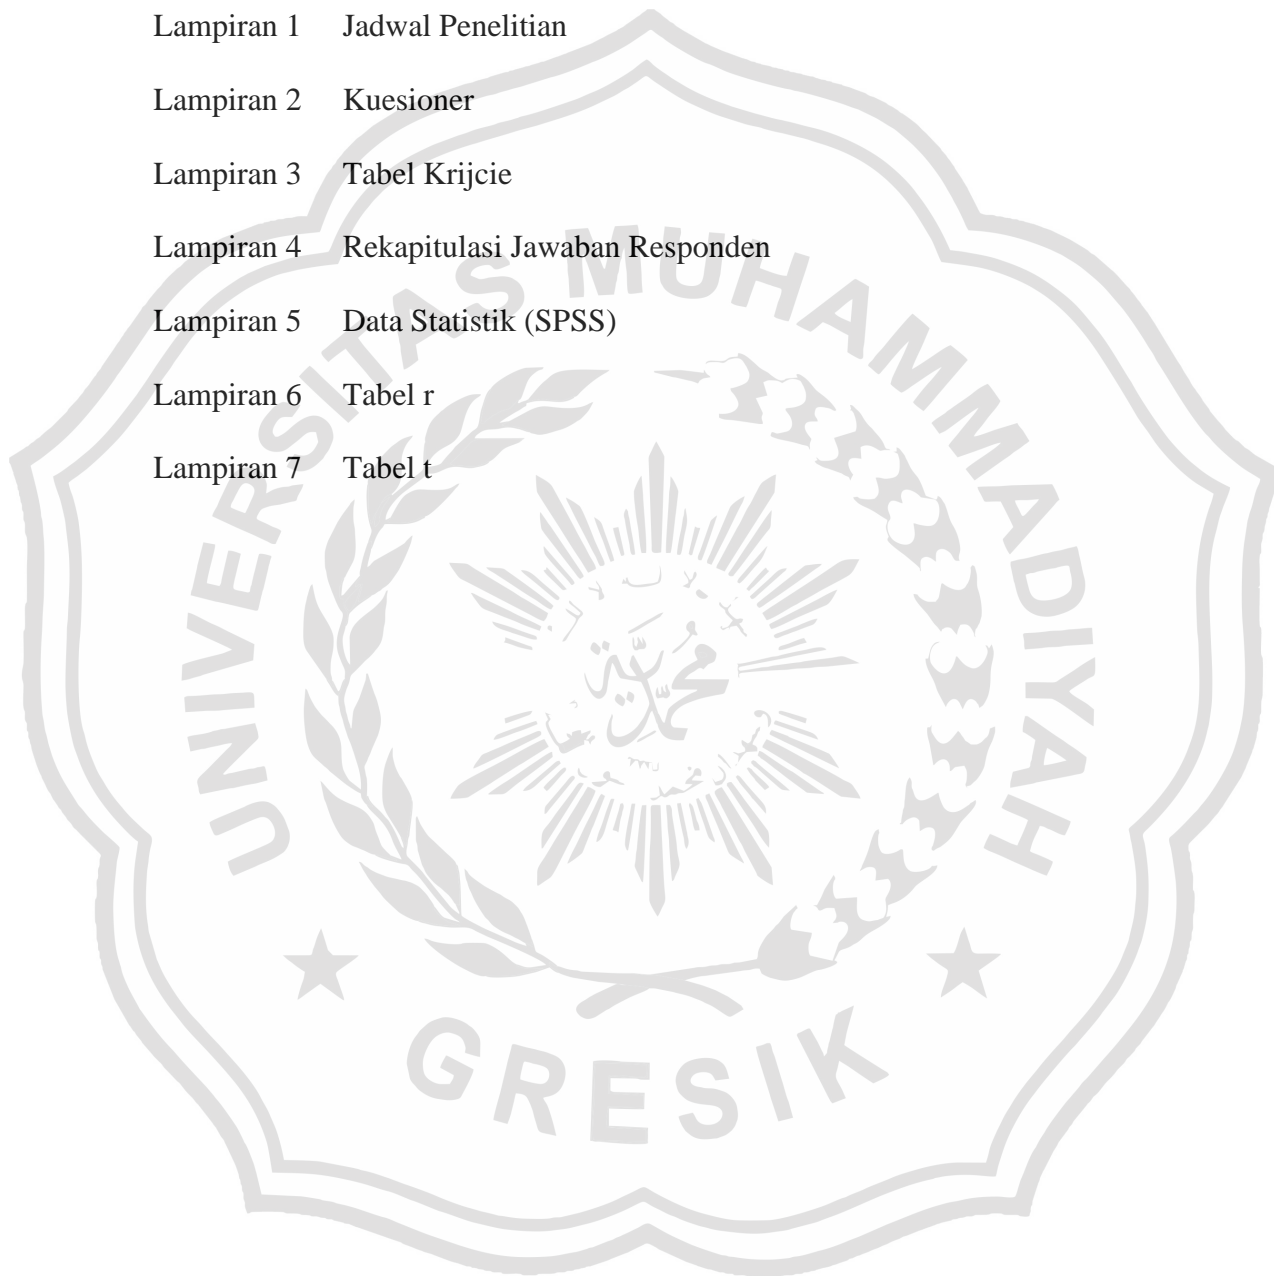 Lampiran 1 Jadwal Penelitian
Lampiran 2 Kuesioner
Lampiran 3 Tabel Krijcie
Lampiran 4 Rekapitulasi Jawaban Responden
Lampiran 5 Data Statistik (SPSS)
Lampiran 6 Tabel r
Lampiran 7 Tabel t
UNIVERSITAS MUHAMMADIYAH
محمدية
GRESIK